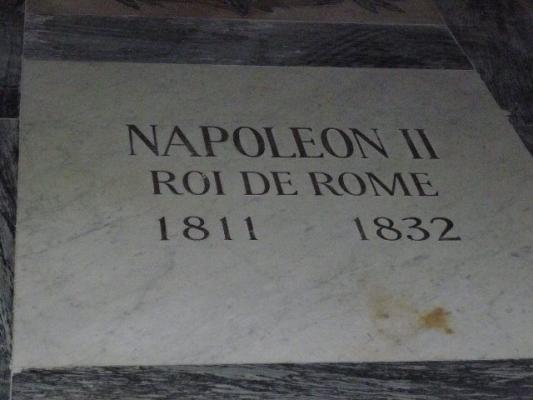 NAPOLEON II
ROI DE ROME
1811 1832